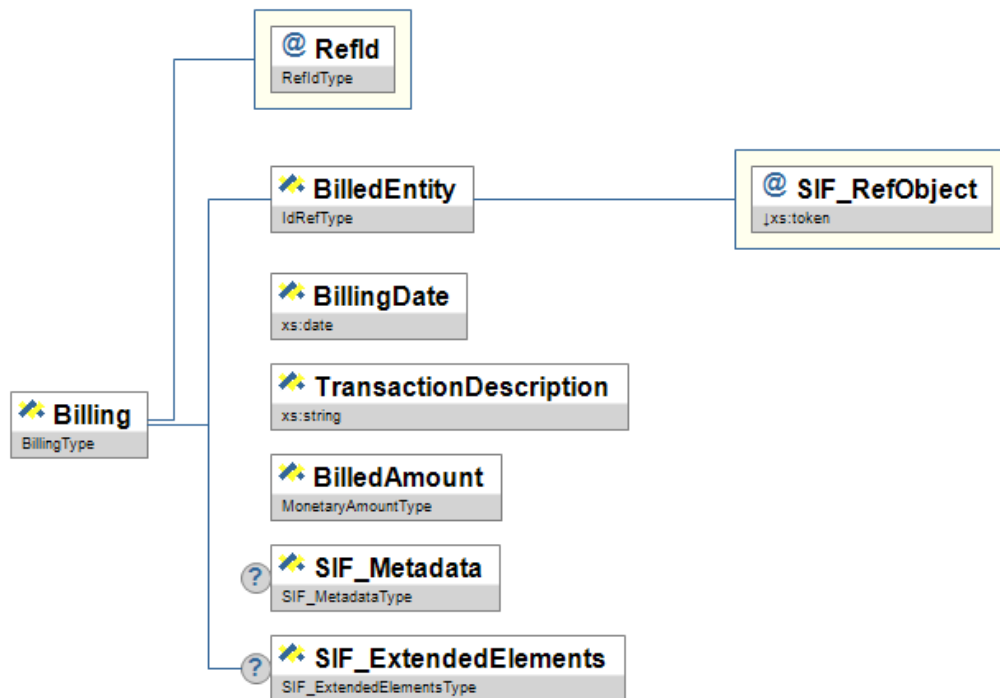 @ RefId
RefIdType
BilledEntity
IdRefType
@ SIF_RefObject
↓xs:token
BillingDate
xs:date
TransactionDescription
xs:string
Billing
BillingType
BilledAmount
MonetaryAmountType
? SIF_Metadata
SIF_MetadataType
? SIF_ExtendedElements
SIF_ExtendedElementsType